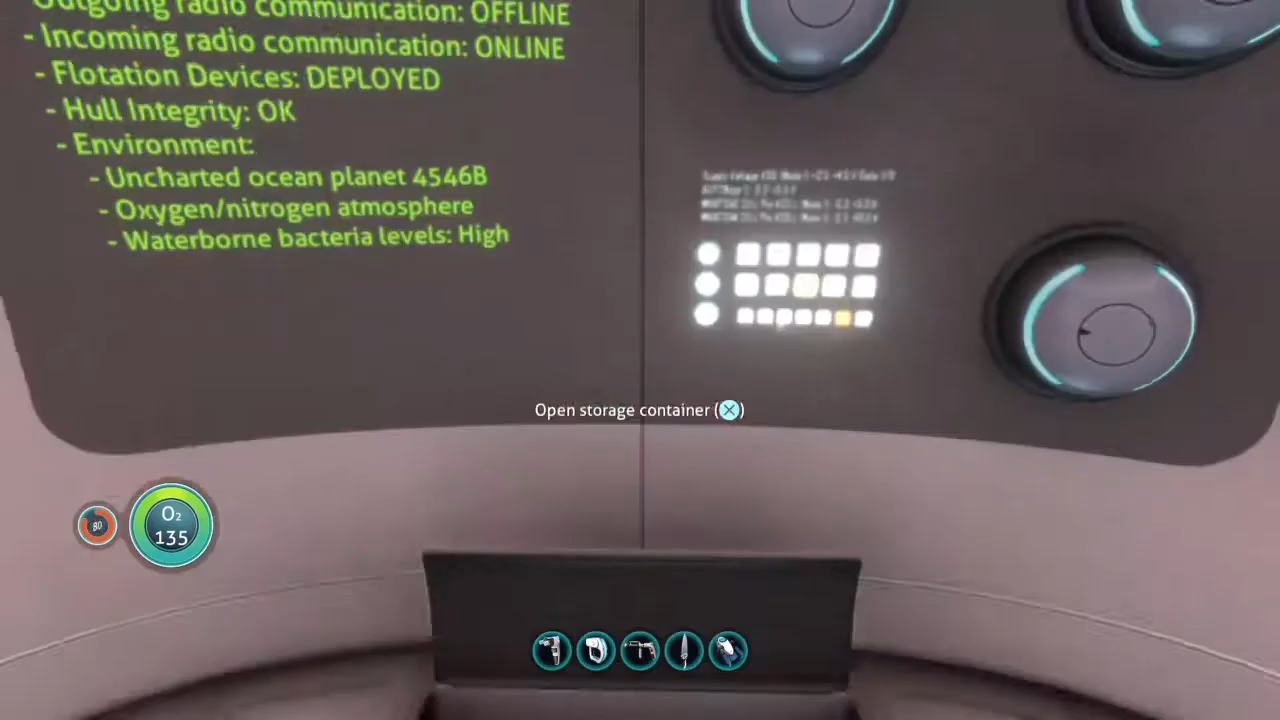 Outgoing radio communication: OFFLINE
- Incoming radio communication: ONLINE
- Flotation Devices: DEPLOYED
- Hull Integrity: OK
- Environment:
- Uncharted ocean planet 4546B
- Oxygen/nitrogen atmosphere
- Waterborne bacteria levels: High
Open storage container (X)
80
O₂
135